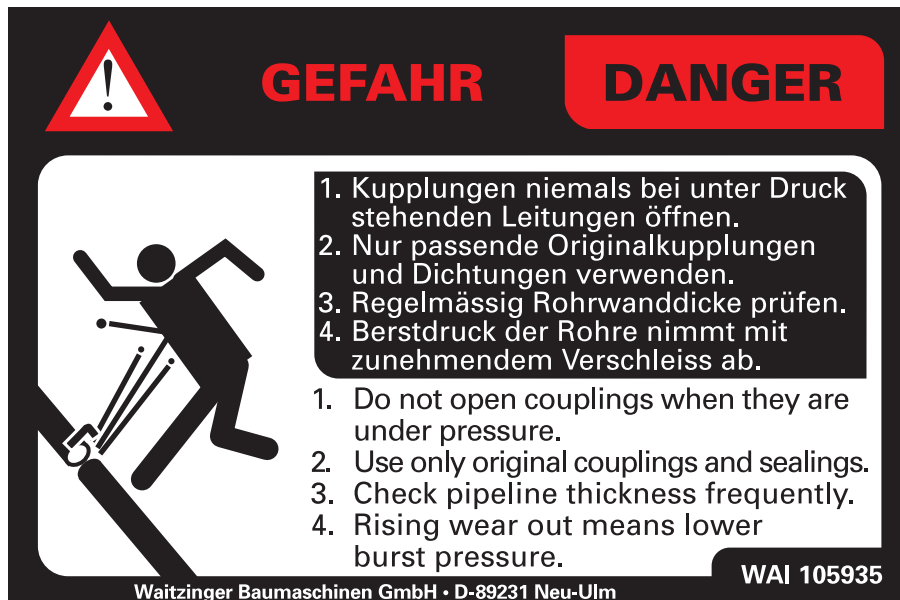 GEFAHR DANGER
1. Kupplungen niemals bei unter Druck
stehenden Leitungen öffnen.
2. Nur passende Originalkupplungen
und Dichtungen verwenden.
3. Regelmässig Rohrwanddicke prüfen.
4. Berstdruck der Rohre nimmt mit
zunehmendem Verschleiss ab.
1. Do not open couplings when they are
under pressure.
2. Use only original couplings and sealings.
3. Check pipeline thickness frequently.
4. Rising wear out means lower
burst pressure.
WAI 105935
Waitzinger Baumaschinen GmbH • D-89231 Neu-Ulm